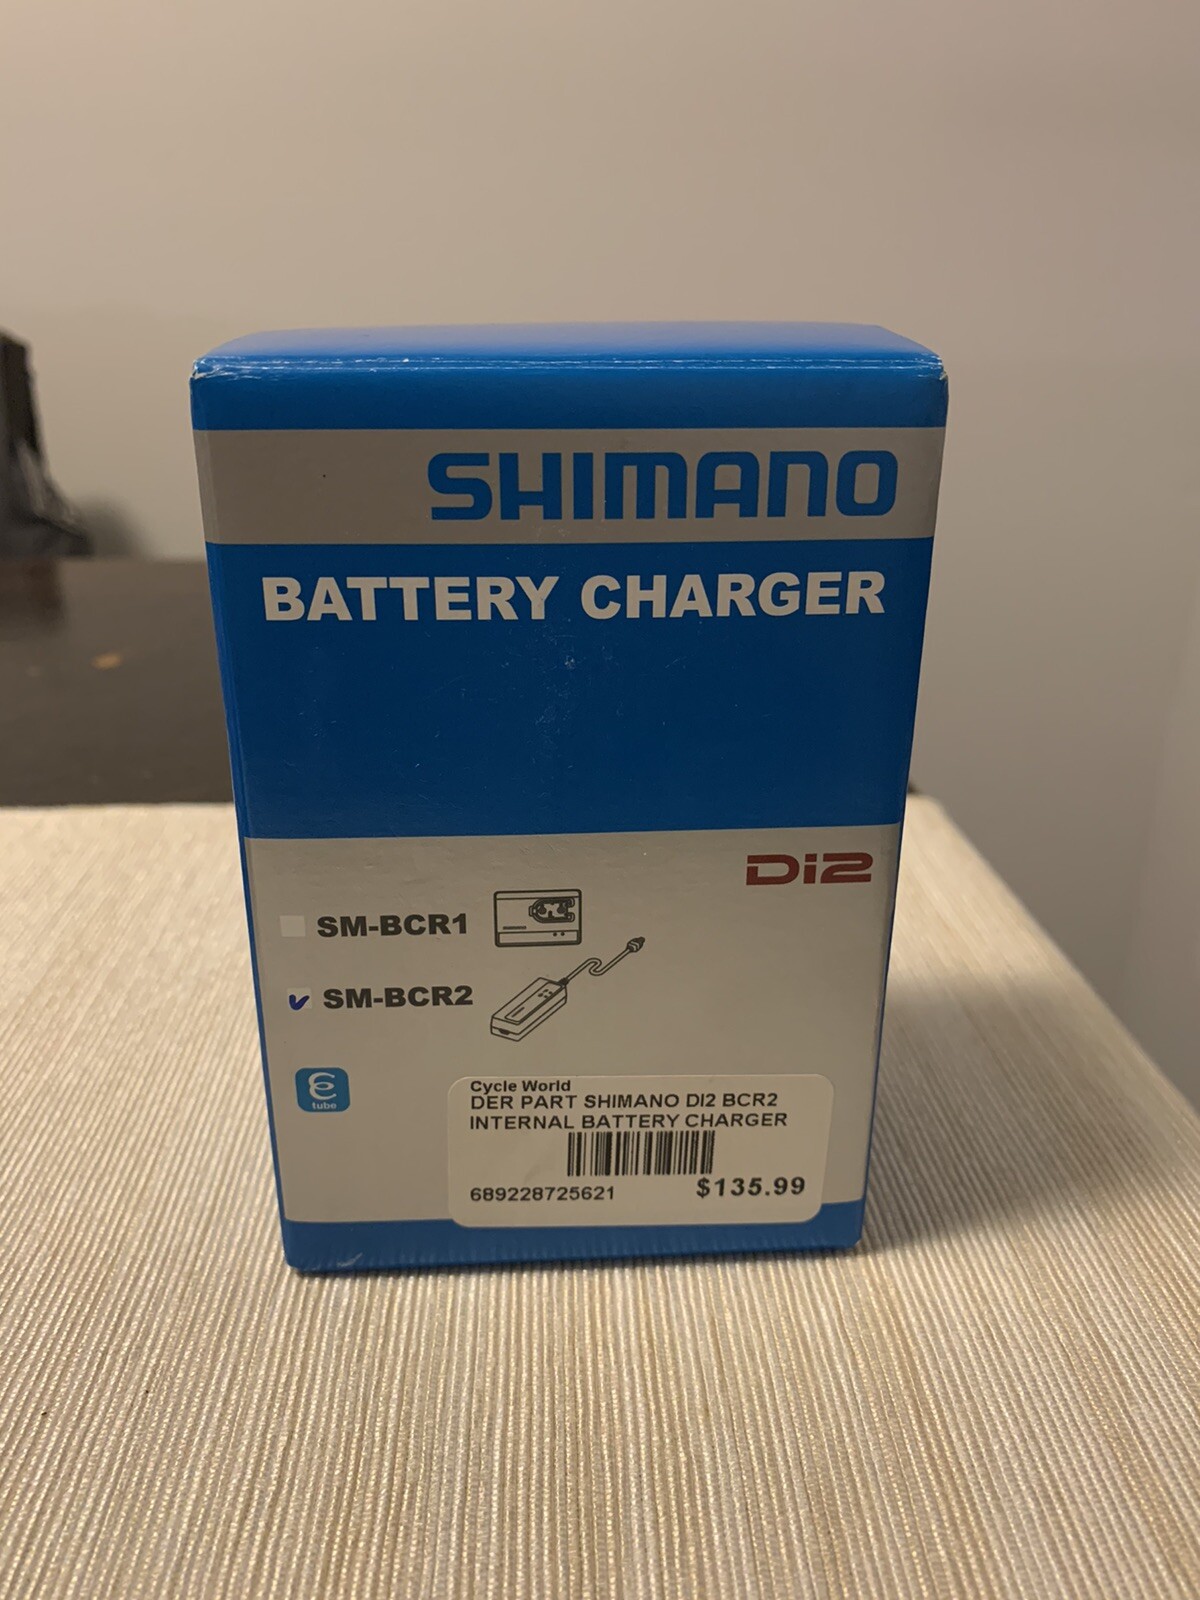 SHIMANO
BATTERY CHARGER
Di2
SM-BCR1
SM-BCR2
tube
Cycle World
DER PART SHIMANO DI2 BCR2
INTERNAL BATTERY CHARGER
689228725621 $135.99